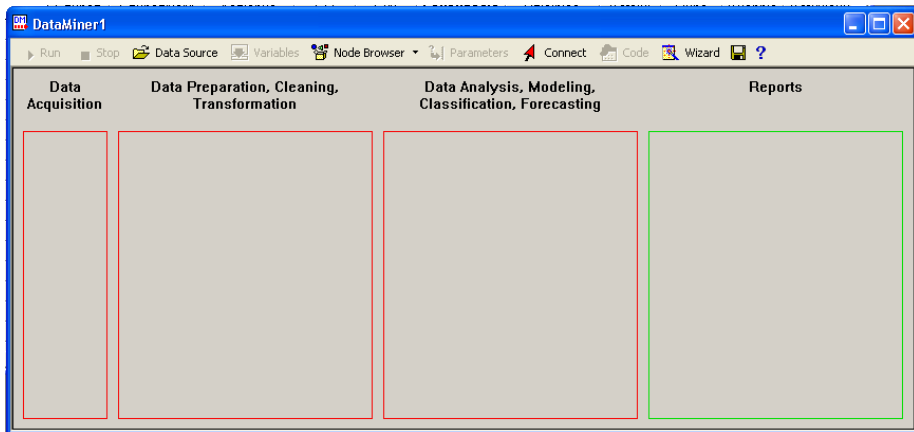 DM DataMiner1
Run Stop Data Source Variables Node Browser Parameters Connect Code Wizard ?
Data
Acquisition
Data Preparation, Cleaning,
Transformation
Data Analysis, Modeling,
Classification, Forecasting
Reports